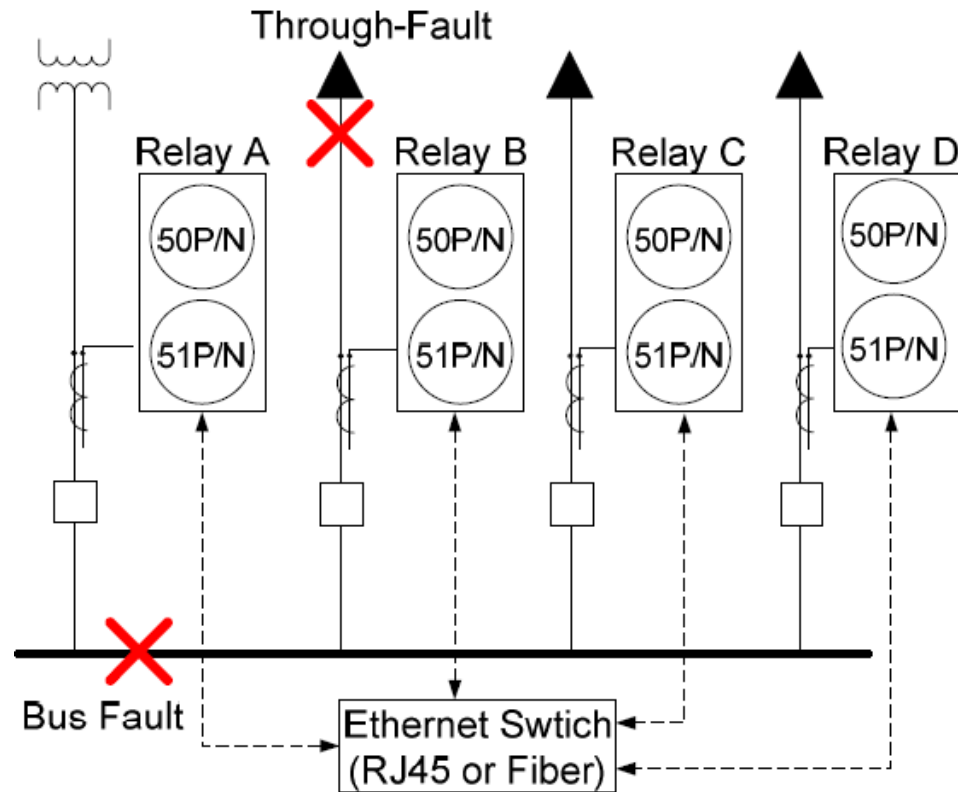 Through-Fault
Relay A
Relay B
Relay C
Relay D
50P/N
50P/N
50P/N
50P/N
51P/N
51P/N
51P/N
51P/N
Bus Fault
Ethernet Swtich
(RJ45 or Fiber)